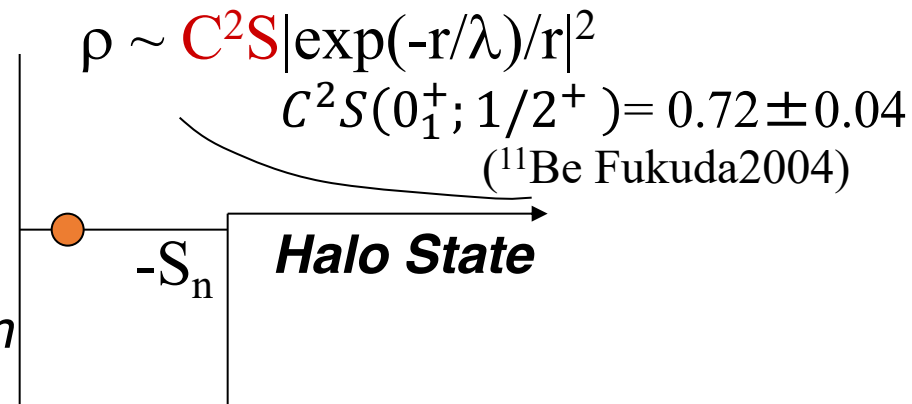 ρ ~ C²S|exp(-r/λ)/r|²
C²S(0₁⁺; 1/2⁺ )= 0.72±0.04
(¹¹Be Fukuda2004)
-Sₙ
Halo State
n